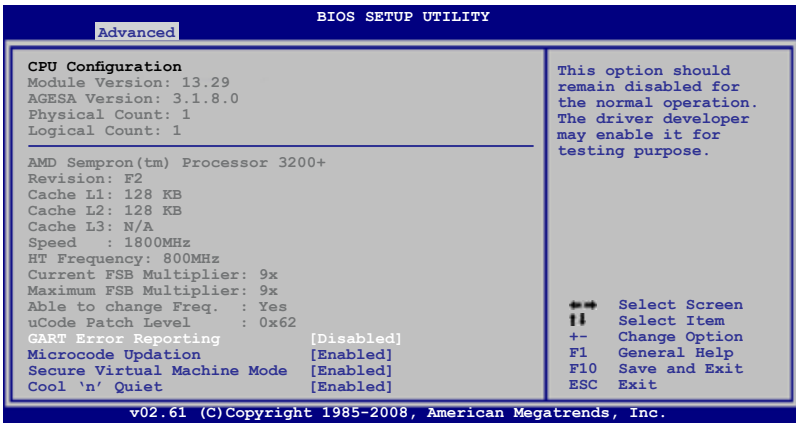 BIOS SETUP UTILITY
Advanced
CPU Configuration
Module Version: 13.29
AGESA Version: 3.1.8.0
Physical Count: 1
Logical Count: 1
AMD Sempron(tm) Processor 3200+
Revision: F2
Cache L1: 128 KB
Cache L2: 128 KB
Cache L3: N/A
Speed : 1800MHz
HT Frequency: 800MHz
Current FSB Multiplier: 9x
Maximum FSB Multiplier: 9x
Able to change Freq. : Yes
uCode Patch Level : 0x62
GART Error Reporting [Disabled]
Microcode Updation [Enabled]
Secure Virtual Machine Mode [Enabled]
Cool ‘n’ Quiet [Enabled]
This option should
remain disabled for
the normal operation.
The driver developer
may enable it for
testing purpose.
Select Screen
Select Item
+- Change Option
F1 General Help
F10 Save and Exit
ESC Exit
v02.61 (C)Copyright 1985-2008, American Megatrends, Inc.